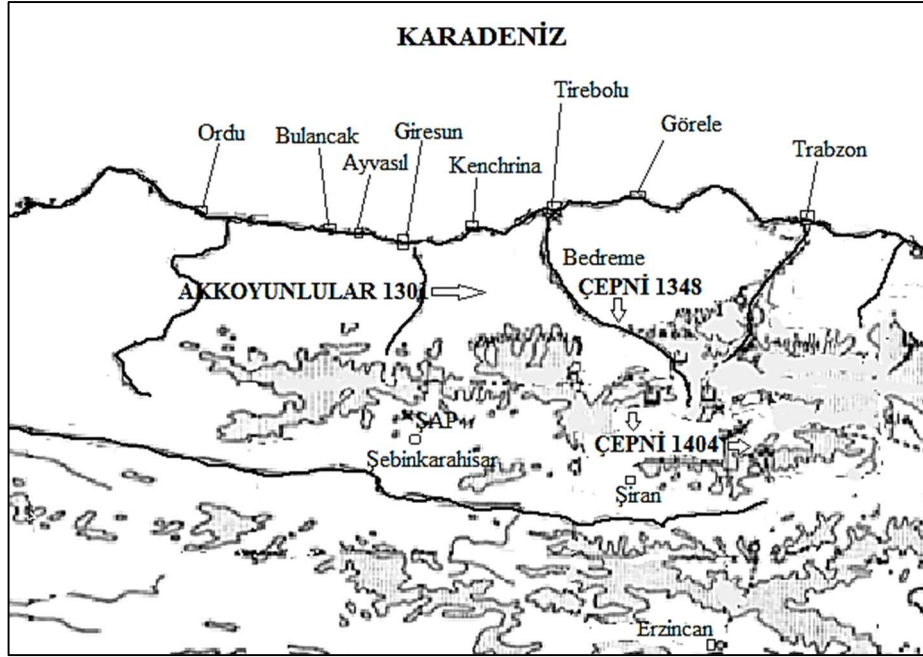 KARADENİZ
Tirebolu
Görele
Ordu
Bulancak
Giresun
Ayvasıl
Kenchrina
Trabzon
Bedreme
AKKOYUNLULAR 1301
ÇEPNİ 1348
ŞAP
ÇEPNİ 1404
Şebinkarahisar
Şiran
Erzincan